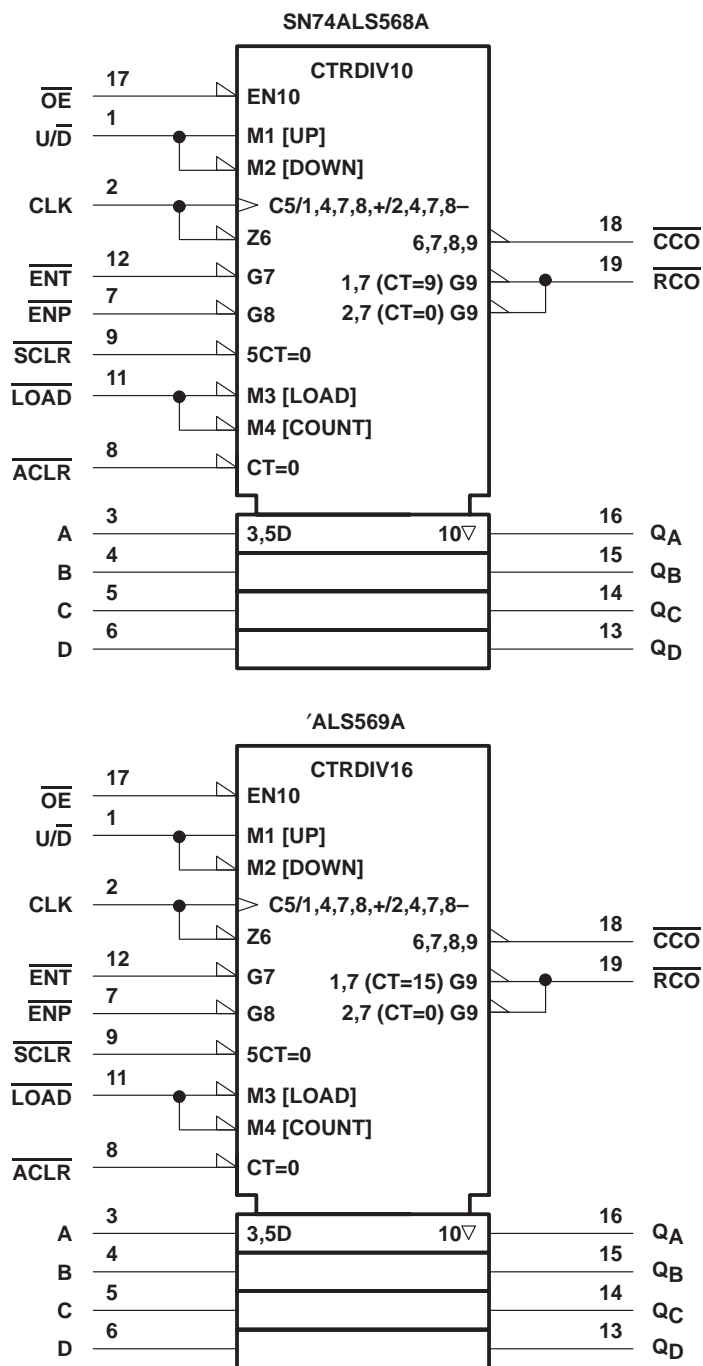 SN74ALS568A
CTRDIV10
OE 17 EN10
U/D 1 M1 [UP]
M2 [DOWN]
CLK 2 C5/1,4,7,8,+/2,4,7,8–
Z6 6,7,8,9 18 CCO
ENT 12 G7 1,7 (CT=9) G9 19 RCO
ENP 7 G8 2,7 (CT=0) G9
SCLR 9 5CT=0
LOAD 11 M3 [LOAD]
M4 [COUNT]
ACLR 8 CT=0
A 3 3,5D 10▽ 16 QA
B 4 15 QB
C 5 14 QC
D 6 13 QD
′ALS569A
CTRDIV16
OE 17 EN10
U/D 1 M1 [UP]
M2 [DOWN]
CLK 2 C5/1,4,7,8,+/2,4,7,8–
Z6 6,7,8,9 18 CCO
ENT 12 G7 1,7 (CT=15) G9 19 RCO
ENP 7 G8 2,7 (CT=0) G9
SCLR 9 5CT=0
LOAD 11 M3 [LOAD]
M4 [COUNT]
ACLR 8 CT=0
A 3 3,5D 10▽ 16 QA
B 4 15 QB
C 5 14 QC
D 6 13 QD